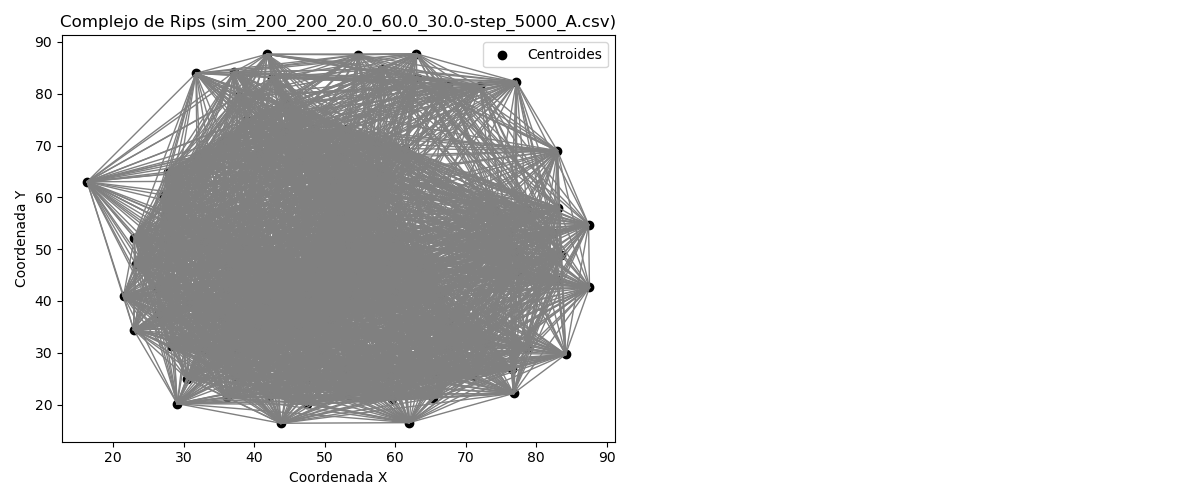 Complejo de Rips (sim_200_200_20.0_60.0_30.0-step_5000_A.csv)
Centroides
Coordenada Y
90
80
70
60
50
40
30
20
20 30 40 50 60 70 80 90
Coordenada X